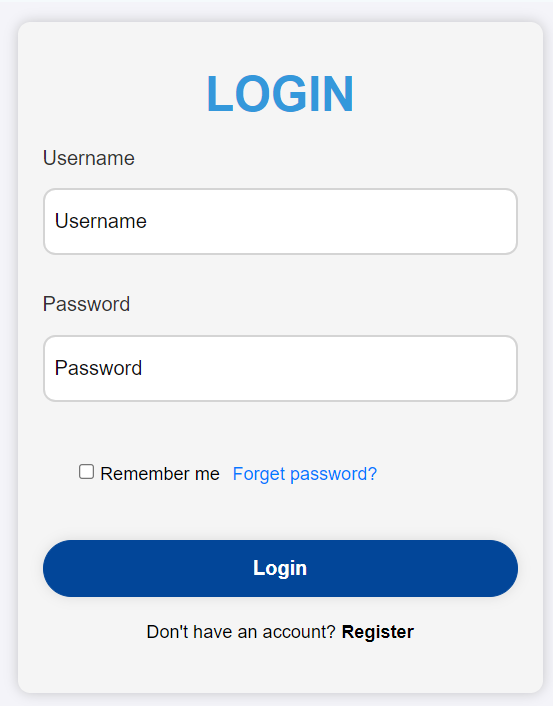 LOGIN
Username
Username
Password
Password
Remember me Forget password?
Login
Don't have an account? Register